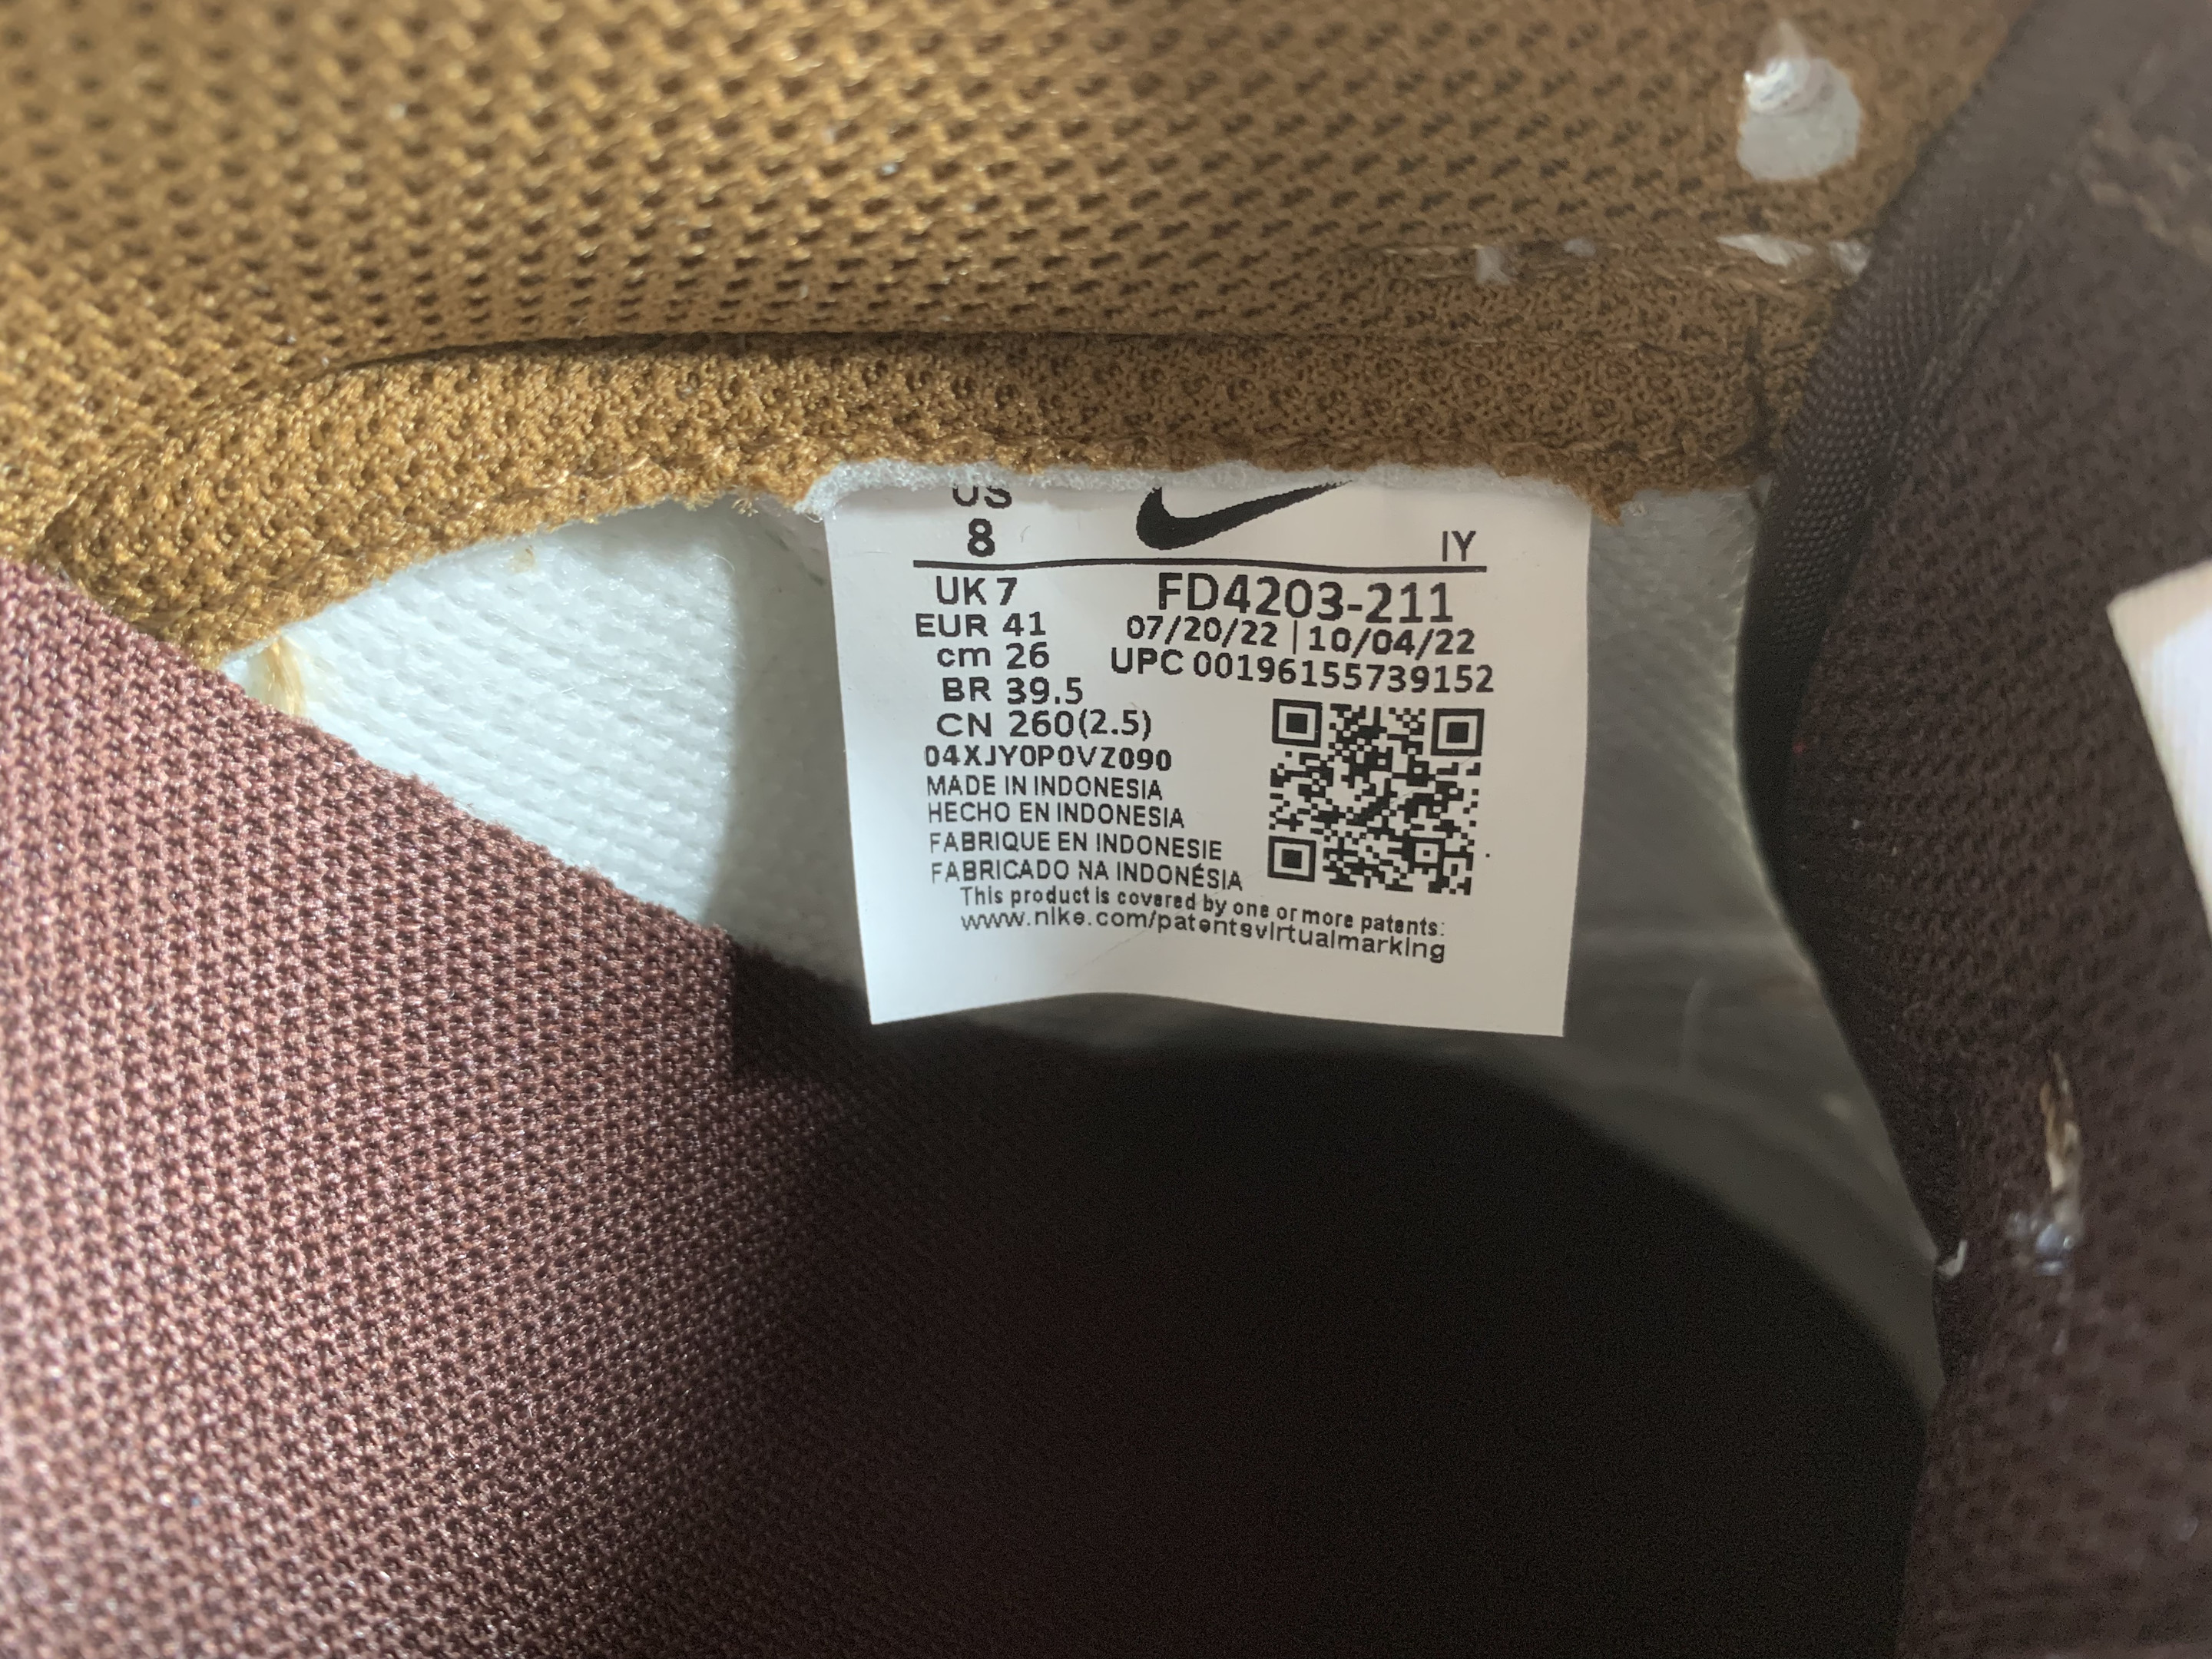 US
8
IY
UK 7
FD4203-211
EUR 41
07/20/22 | 10/04/22
cm 26
UPC 00196155739152
BR 39.5
CN 260(2.5)
04XJY0P0VZ090
MADE IN INDONESIA
HECHO EN INDONESIA
FABRIQUE EN INDONESIE
FABRICADO NA INDONÉSIA
This product is covered by one or more patents:
www.nike.com/patentsvirtualmarking